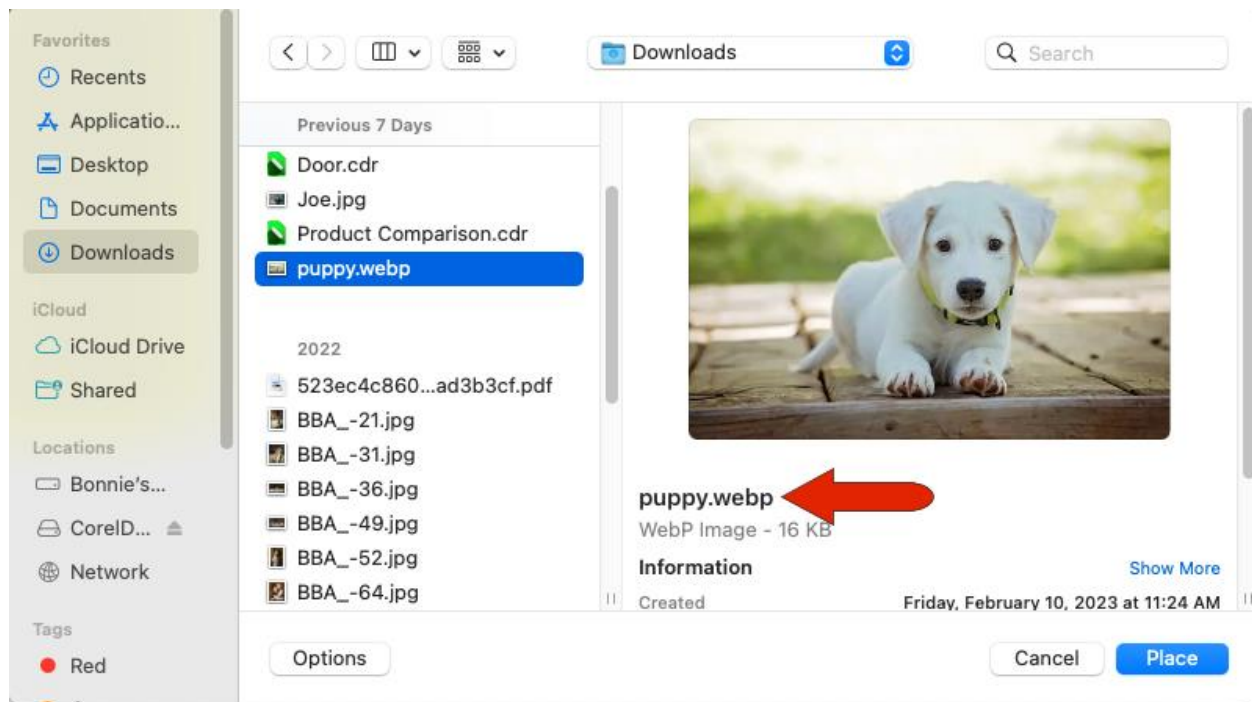 Favorites
Recents
Applicatio...
Desktop
Documents
Downloads
iCloud
iCloud Drive
Shared
Locations
Bonnie's...
CorelD...
Network
Tags
Red
Downloads
Search
Previous 7 Days
Door.cdr
Joe.jpg
Product Comparison.cdr
puppy.webp
2022
523ec4c860...ad3b3cf.pdf
BBA_-21.jpg
BBA_-31.jpg
BBA_-36.jpg
BBA_-49.jpg
BBA_-52.jpg
BBA_-64.jpg
puppy.webp
WebP Image - 16 KB
Information Show More
Created Friday, February 10, 2023 at 11:24 AM
Options
Cancel
Place